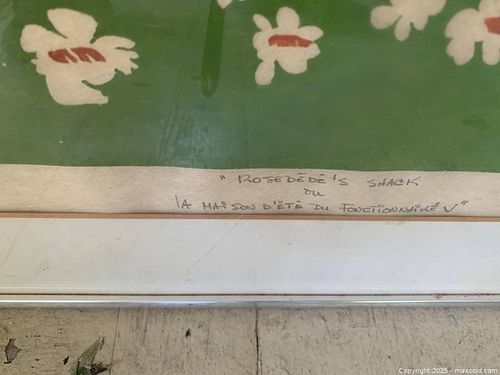 " ROSEDÉDÉ'S SHACK
OU
LA MAISON D'ÉTÉ DU FONCTIONNAIRE V"
Copyright 2025 - maxsold.com